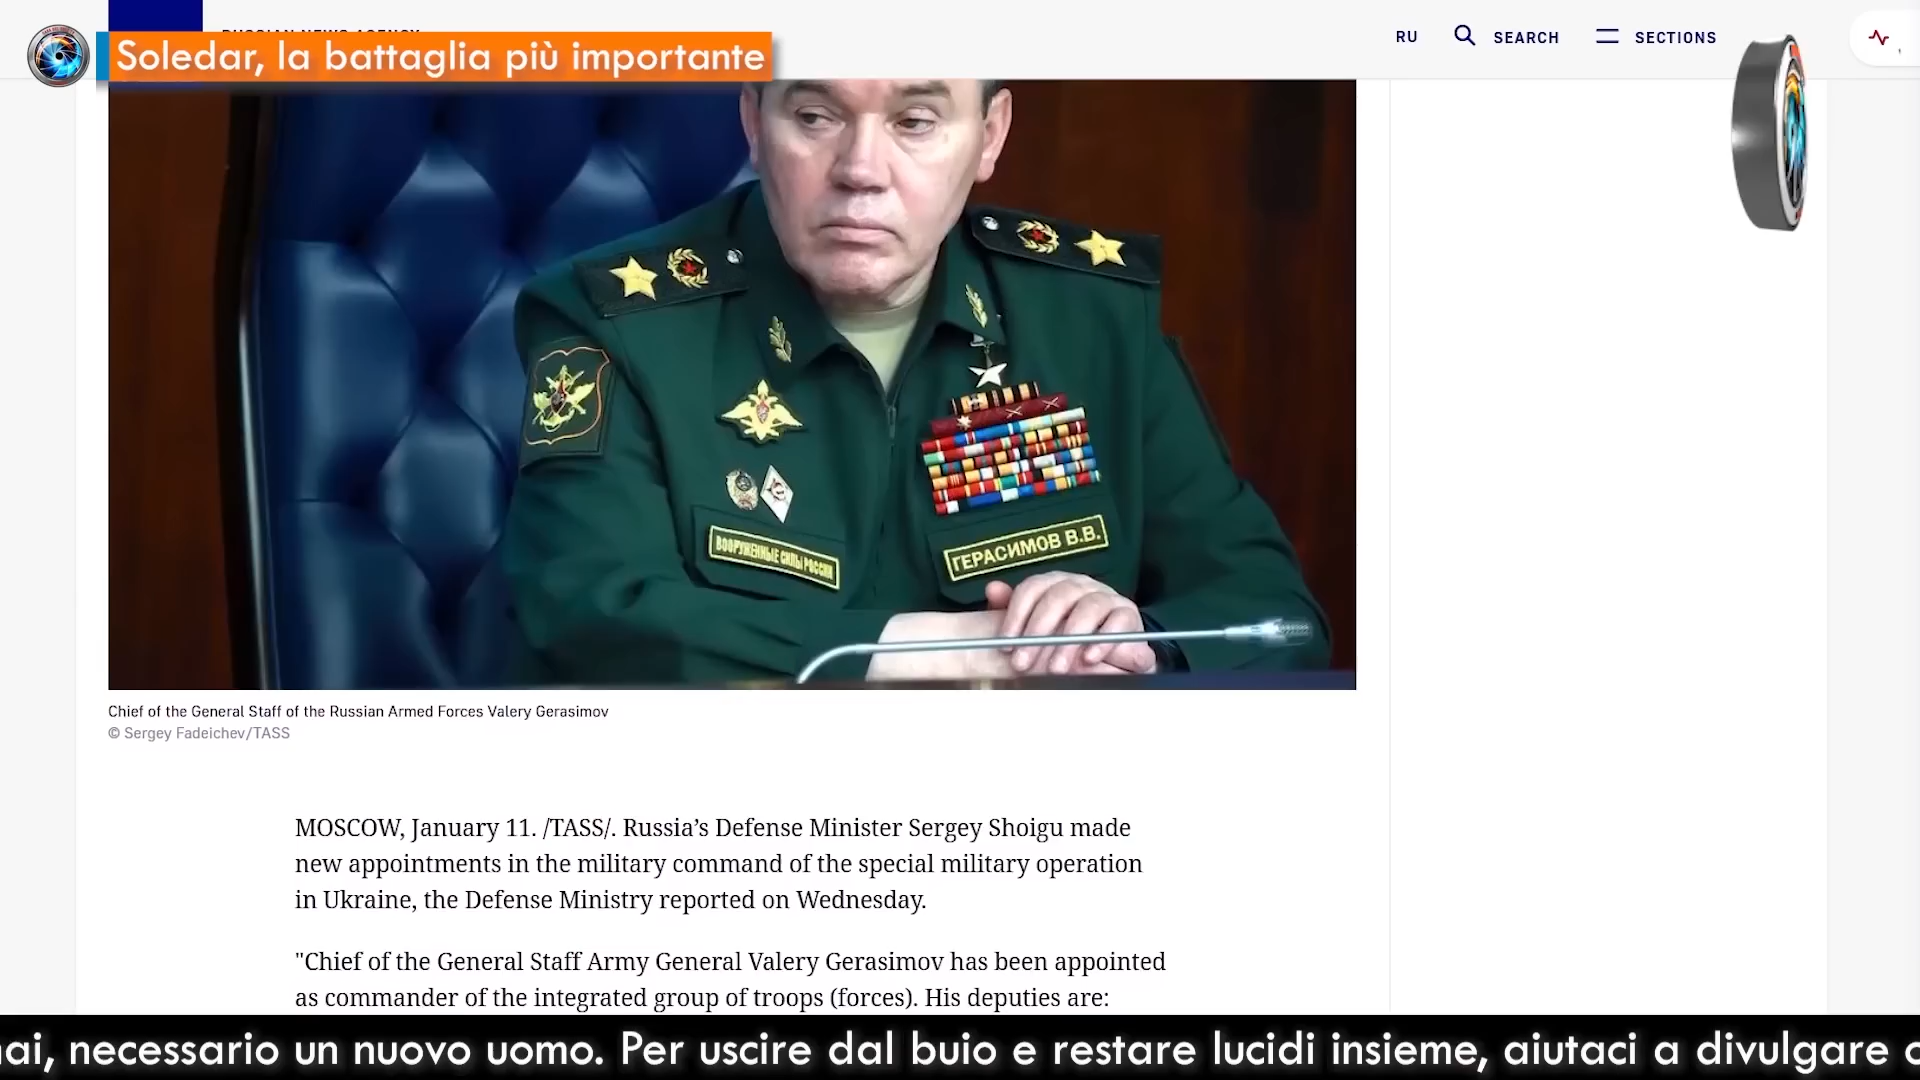 RUSSIAN NEWS AGENCY
Soledar, la battaglia più importante
RU SEARCH SECTIONS
ВООРУЖЕННЫЕ СИЛЫ РОССИИ
ГЕРАСИМОВ В.В.
Chief of the General Staff of the Russian Armed Forces Valery Gerasimov
© Sergey Fadeichev/TASS
MOSCOW, January 11. /TASS/. Russia’s Defense Minister Sergey Shoigu made
new appointments in the military command of the special military operation
in Ukraine, the Defense Ministry reported on Wednesday.
"Chief of the General Staff Army General Valery Gerasimov has been appointed
as commander of the integrated group of troops (forces). His deputies are:
necessario un nuovo uomo. Per uscire dal buio e restare lucidi insieme, aiutaci a divulgare